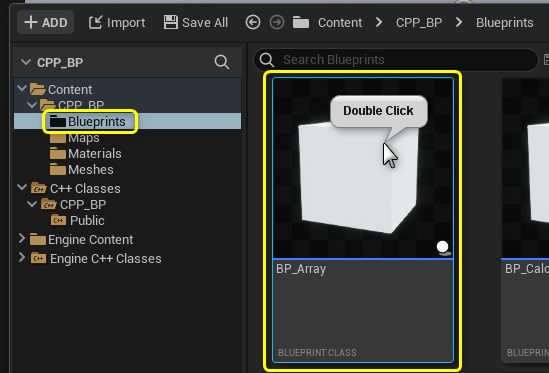 ADD Import Save All Content > CPP_BP > Blueprints
CPP_BP
Search Blueprints
Content
CPP_BP
Blueprints
Maps
Materials
Meshes
C++ Classes
CPP_BP
Public
Engine Content
Engine C++ Classes
Double Click
BP_Array
BLUEPRINT CLASS
BP_Calc